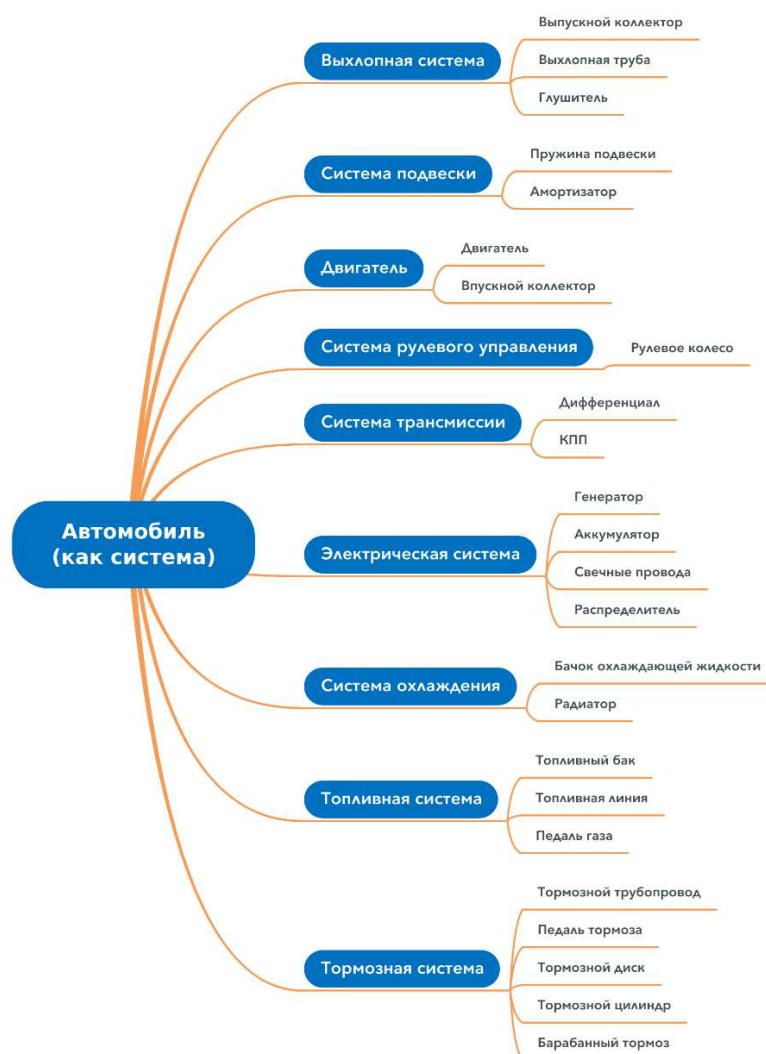 Автомобиль
(как система)
Выхлопная система
Выпускной коллектор
Выхлопная труба
Глушитель
Система подвески
Пружина подвески
Амортизатор
Двигатель
Двигатель
Впускной коллектор
Система рулевого управления
Рулевое колесо
Система трансмиссии
Дифференциал
КПП
Электрическая система
Генератор
Аккумулятор
Свечные провода
Распределитель
Система охлаждения
Бачок охлаждающей жидкости
Радиатор
Топливная система
Топливный бак
Топливная линия
Педаль газа
Тормозная система
Тормозной трубопровод
Педаль тормоза
Тормозной диск
Тормозной цилиндр
Барабанный тормоз